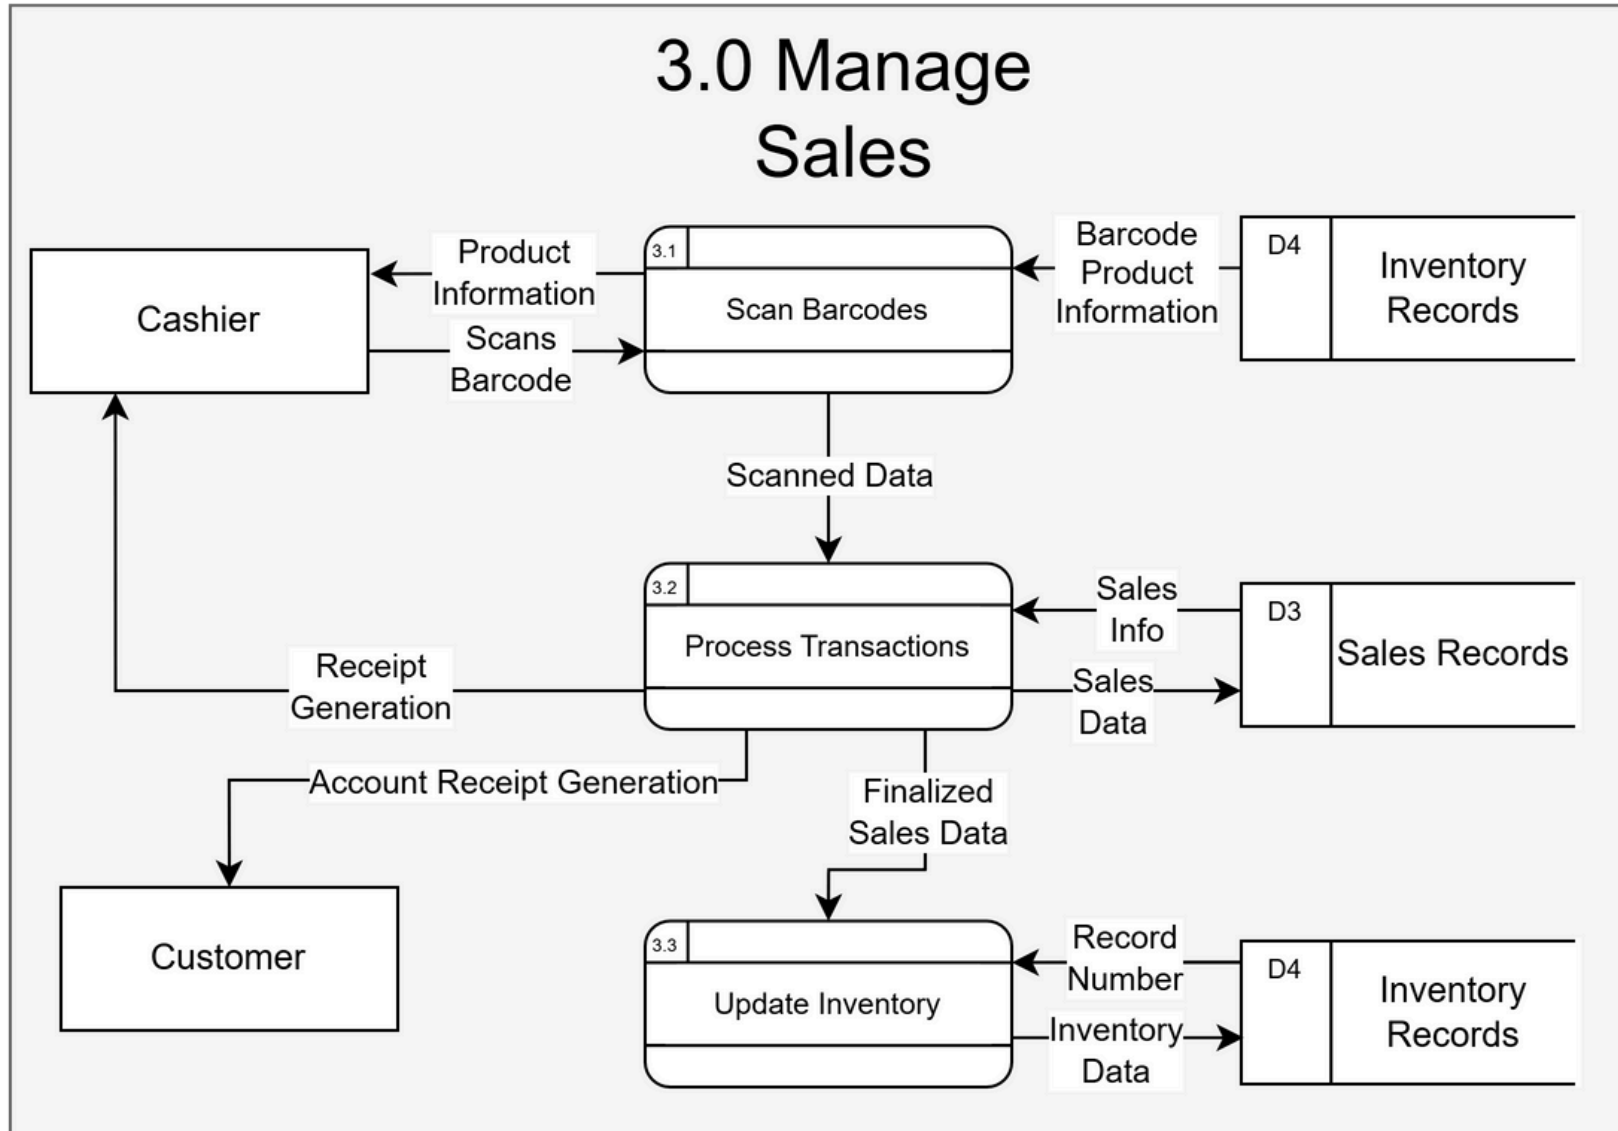 3.0 Manage
Sales
Cashier
Product
Information
Scans
Barcode
3.1
Scan Barcodes
Barcode
Product
Information
D4
Inventory
Records
Scanned Data
3.2
Process Transactions
Sales
Info
Sales
Data
D3
Sales Records
Receipt
Generation
Account Receipt Generation
Finalized
Sales Data
Customer
3.3
Update Inventory
Record
Number
Inventory
Data
D4
Inventory
Records